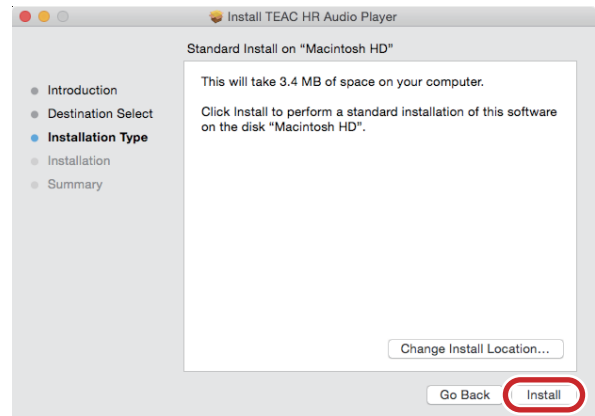 Install TEAC HR Audio Player
Standard Install on “Macintosh HD”
Introduction
Destination Select
Installation Type
Installation
Summary
This will take 3.4 MB of space on your computer.
Click Install to perform a standard installation of this software
on the disk “Macintosh HD”.
Change Install Location...
Go Back
Install